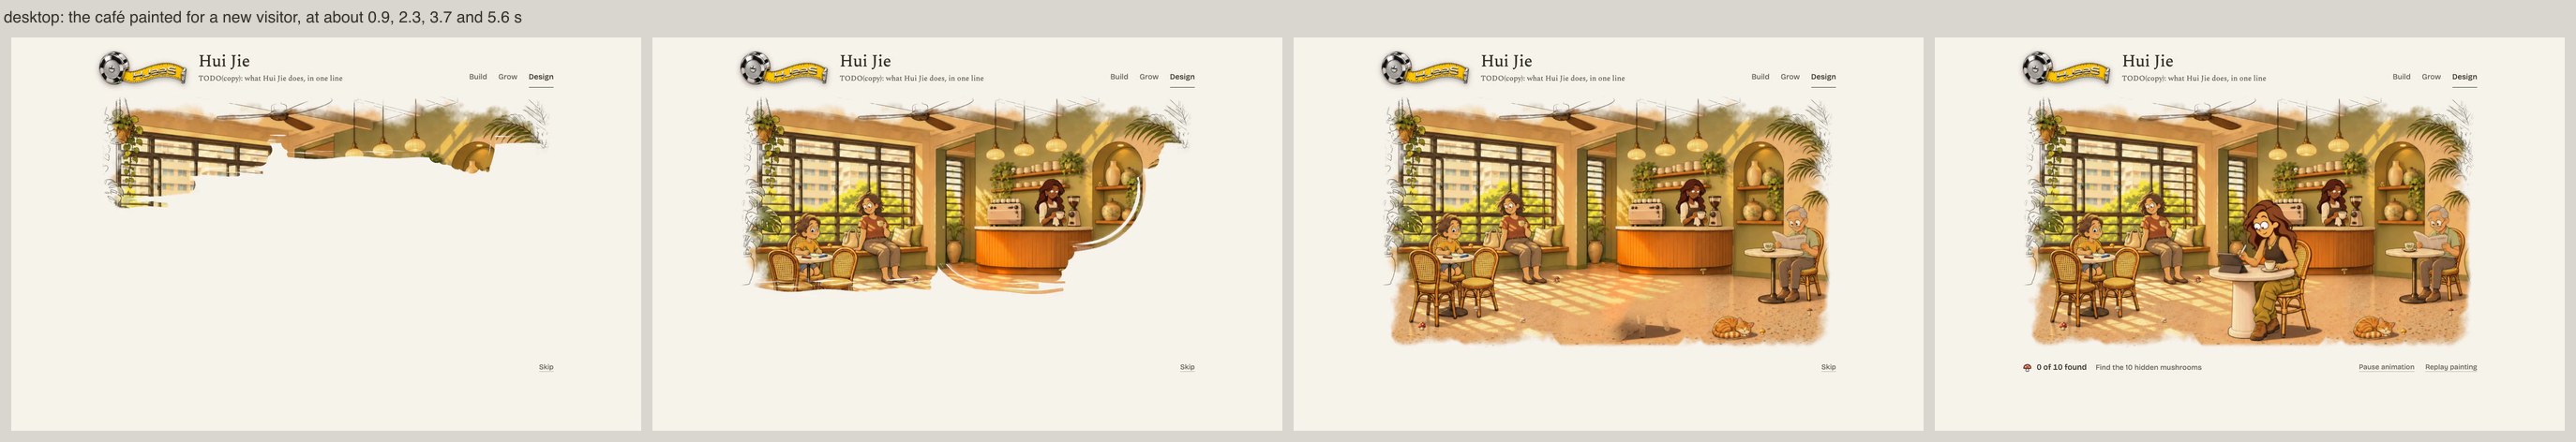 desktop: the café painted for a new visitor, at about 0.9, 2.3, 3.7 and 5.6 s
Hui Jie
TODO(copy): what Hui Jie does, in one line
Build Grow Design
Skip
Hui Jie
TODO(copy): what Hui Jie does, in one line
Build Grow Design
Skip
Hui Jie
TODO(copy): what Hui Jie does, in one line
Build Grow Design
Skip
Hui Jie
TODO(copy): what Hui Jie does, in one line
Build Grow Design
0 of 10 found Find the 10 hidden mushrooms Pause animation Replay painting